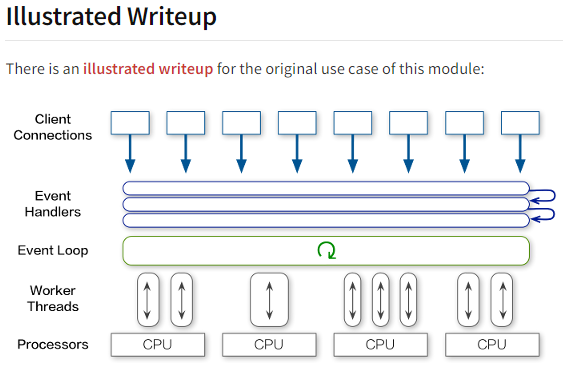 Illustrated Writeup
There is an illustrated writeup for the original use case of this module:
Client
Connections
Event
Handlers
Event Loop
Worker
Threads
Processors
CPU
CPU
CPU
CPU